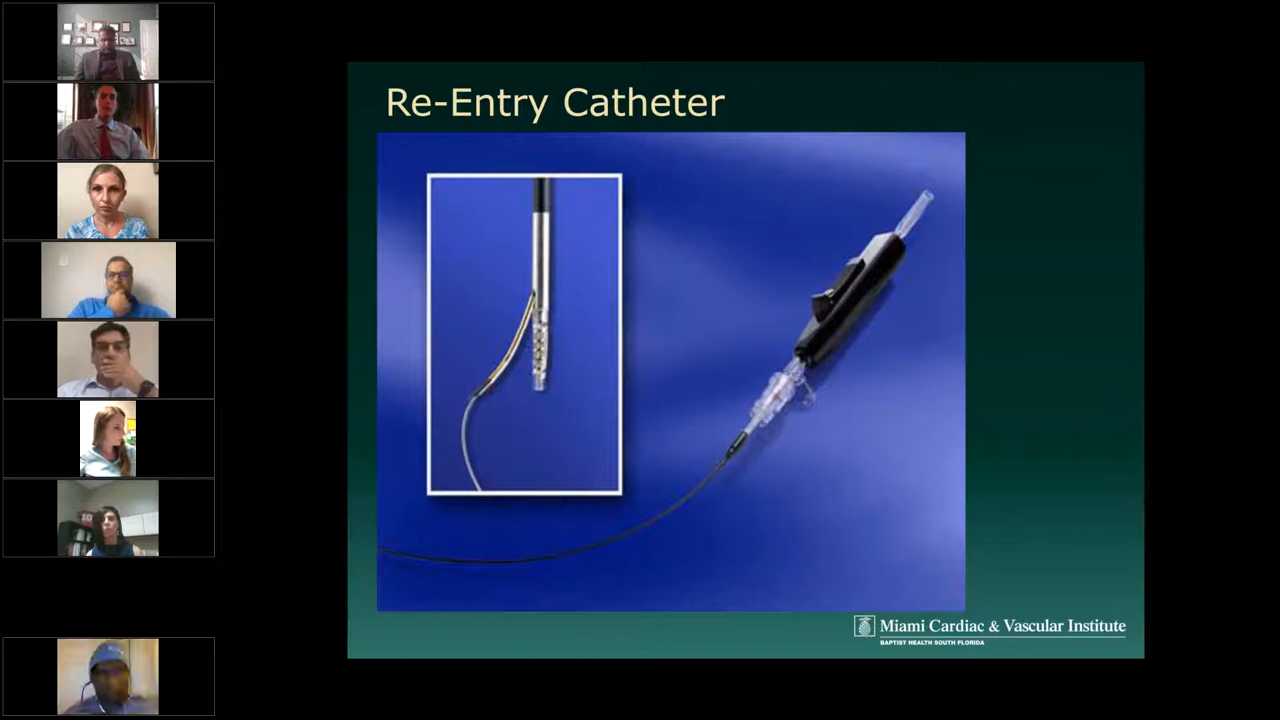 Re-Entry Catheter
Miami Cardiac & Vascular Institute
BAPTIST HEALTH SOUTH FLORIDA